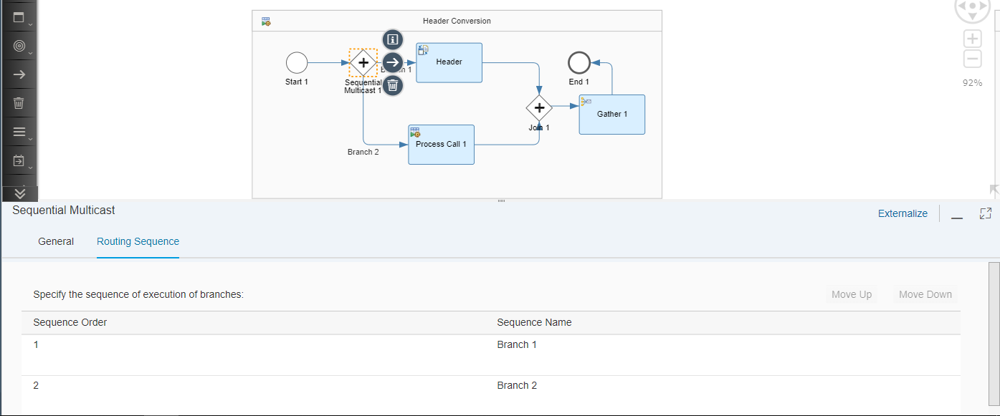 Header Conversion
Start 1
Sequential
Multicast 1
Header
End 1
Join 1
Gather 1
Process Call 1
Branch 2
92%
Sequential Multicast
Externalize
General
Routing Sequence
Specify the sequence of execution of branches:
Move Up
Move Down
Sequence Order
Sequence Name
1
Branch 1
2
Branch 2